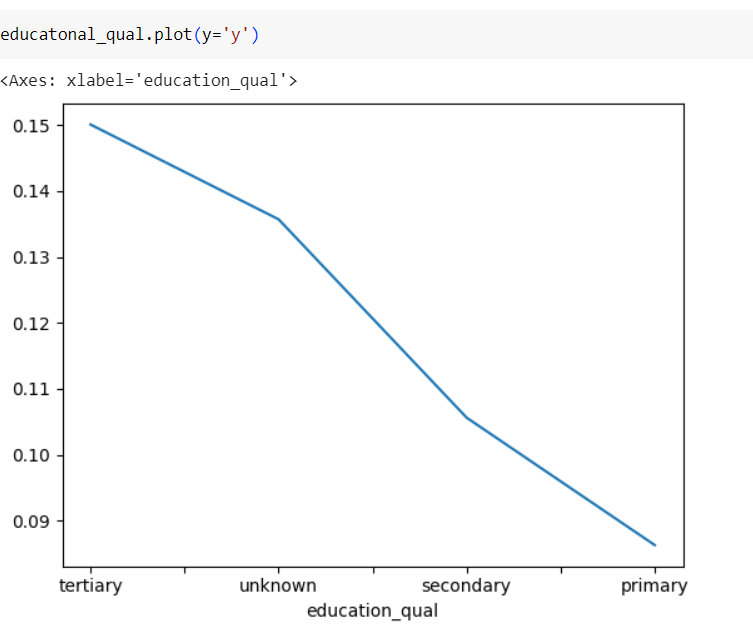 educatonal_qual.plot(y='y')
<Axes: xlabel='education_qual'>
0.15
0.14
0.13
0.12
0.11
0.10
0.09
tertiary unknown secondary primary
education_qual